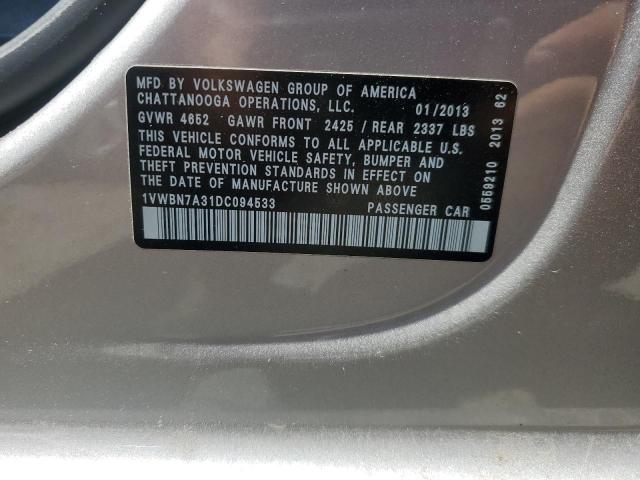 MFD BY VOLKSWAGEN GROUP OF AMERICA
CHATTANOOGA OPERATIONS, LLC. 01/2013
GVWR 4652 GAWR FRONT 2425 / REAR 2337 LBS
THIS VEHICLE CONFORMS TO ALL APPLICABLE U.S.
FEDERAL MOTOR VEHICLE SAFETY, BUMPER AND
THEFT PREVENTION STANDARDS IN EFFECT ON
THE DATE OF MANUFACTURE SHOWN ABOVE
1VWBN7A31DC094533 PASSENGER CAR
0559210 2013 62